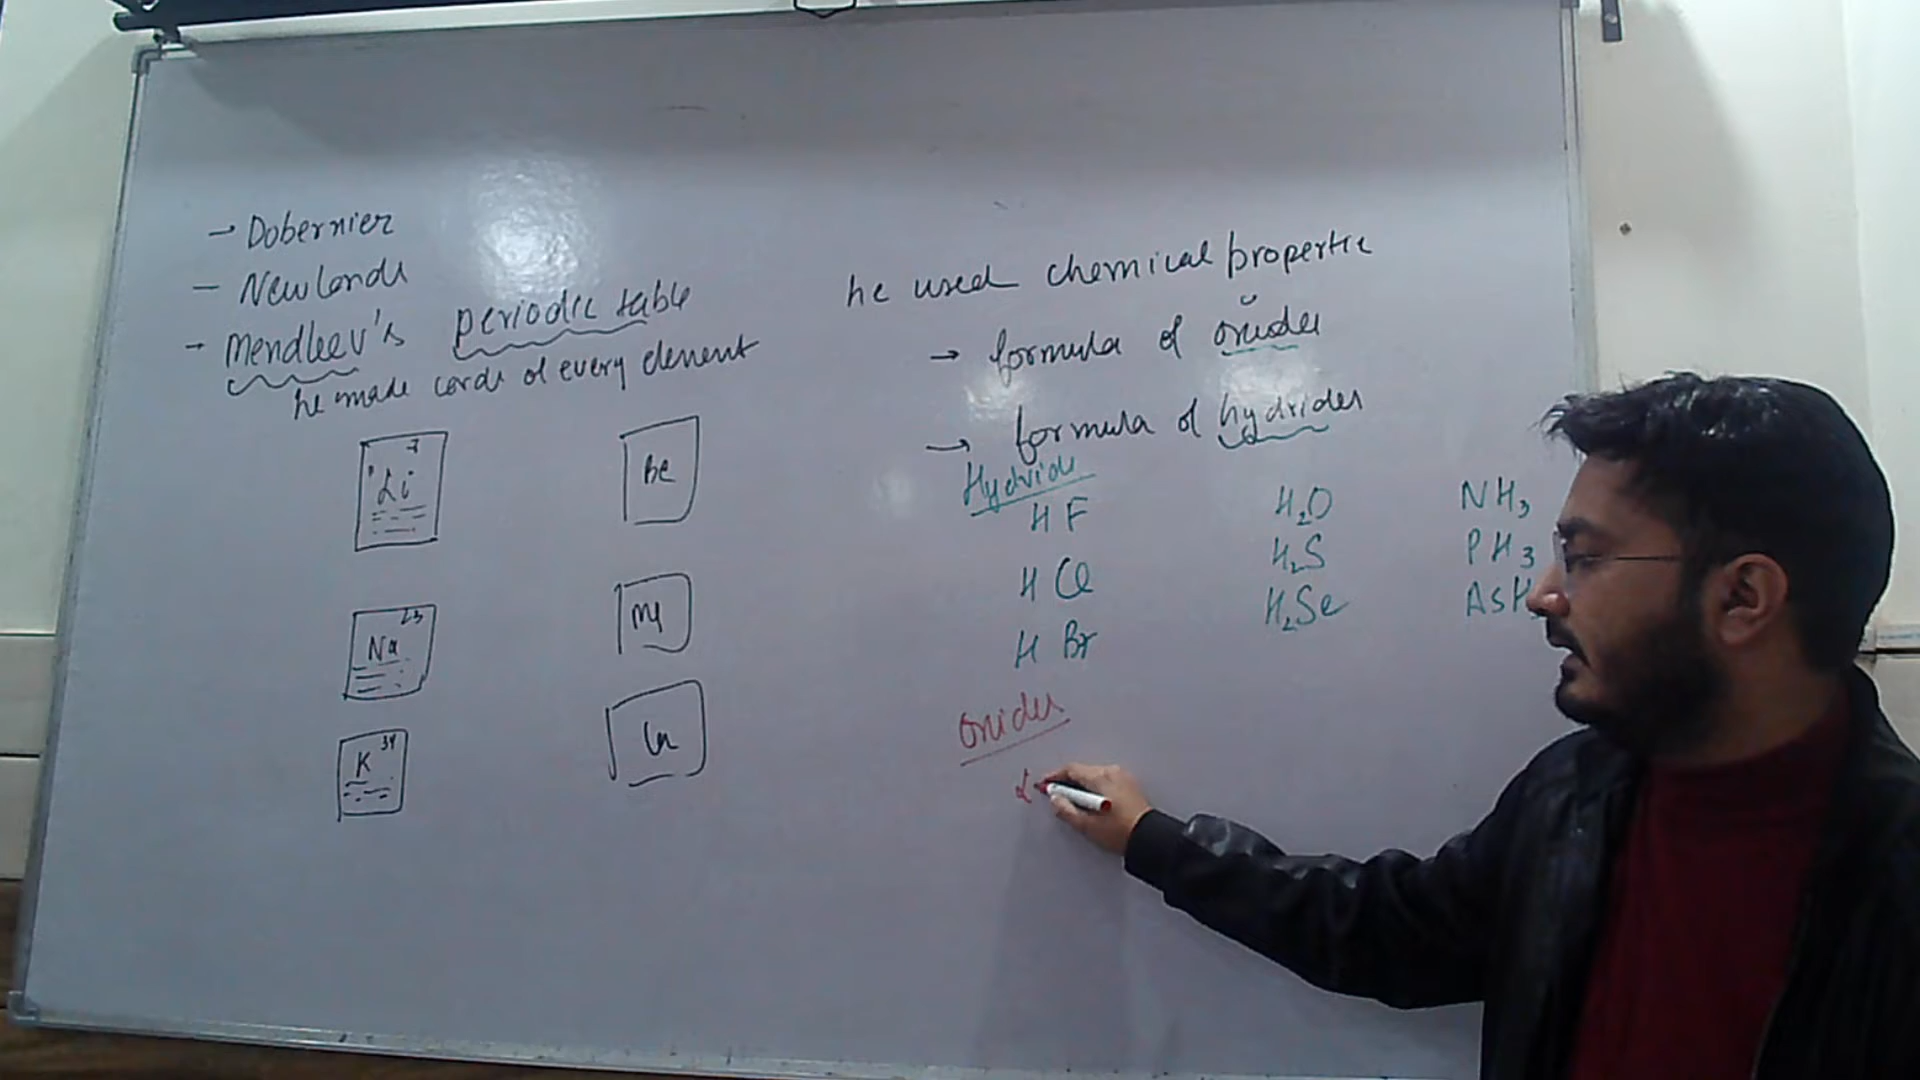 → Dobernier
— Newlands
→ Mendleev's periodic table
he made cards of every element
7
Li
Be
23
Na
Mg
39
K
Ca
he used chemical propertie
→ formula of oxides
→ formula of hydrides
Hydride
HF H₂O NH₃
HCl H₂S PH₃
HBr H₂Se AsH
Oxides